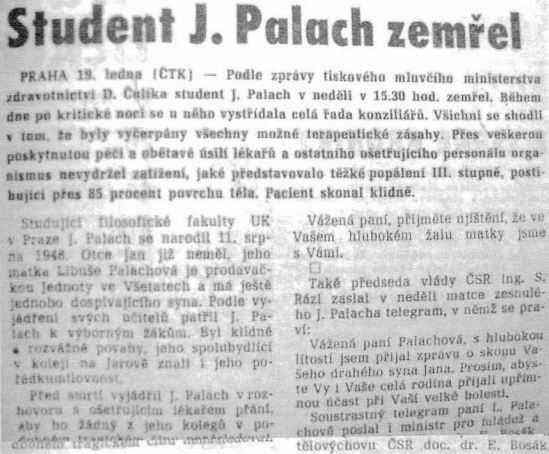 Student J. Palach zemřel
PRAHA 19. ledna (ČTK) — Podle zprávy tiskového mluvčího ministerstva
zdravotnictví D. Čulíka student J. Palach v neděli v 15.30 hod. zemřel. Během
dne po kritické noci se u něho vystřídala celá řada konziliářů. Všichni se shodli
v tom, že byly vyčerpány všechny možné terapeutické zásahy. Přes veškerou
poskytnutou péči a obětavé úsilí lékařů a ostatního ošetřujícího personálu orga-
nismus nevydržel zatížení, jaké představovalo těžké popálení III. stupně, posti-
hující přes 85 procent povrchu těla. Pacient skonal klidně.
Studující filosofické fakulty UK
v Praze J. Palach se narodil 11. srp-
na 1948. Otce Jan již neměl, jeho
matka Libuše Palachová je prodavač-
kou Jednoty ve Všetatech a má ještě
jednoho dospívajícího syna. Podle vy-
jádření svých učitelů patřil J. Pa-
lach k výborným žákům. Byl klidné
a rozvážné povahy, jeho spolubydlící
v koleji na Jarově znali i jeho po-
řádkumilovnost.
Před smrtí vyjádřil J. Palach v roz-
hovoru s ošetřujícím lékařem přání,
aby ho žádný z jeho kolegů v po-
dobném tragickém činu nenásledoval.
Vážená paní, přijměte ujištění, že ve
Vašem hlubokém žalu matky jsme
s Vámi.
□
Také předseda vlády ČSR ing. S.
Rázl zaslal v neděli matce zesnulé-
ho J. Palacha telegram, v němž se pra-
ví:
Vážená paní Palachová, s hlubokou
lítostí jsem přijal zprávu o skonu Va-
šeho drahého syna Jana. Prosím, abys-
te Vy i Vaše celá rodina přijali upřím-
nou účast při Vaší velké bolesti.
Soustrastný telegram paní L. Pala-
chové poslal i ministr pro mládež a
tělovýchovu ČSR doc. dr. E. Bosák.